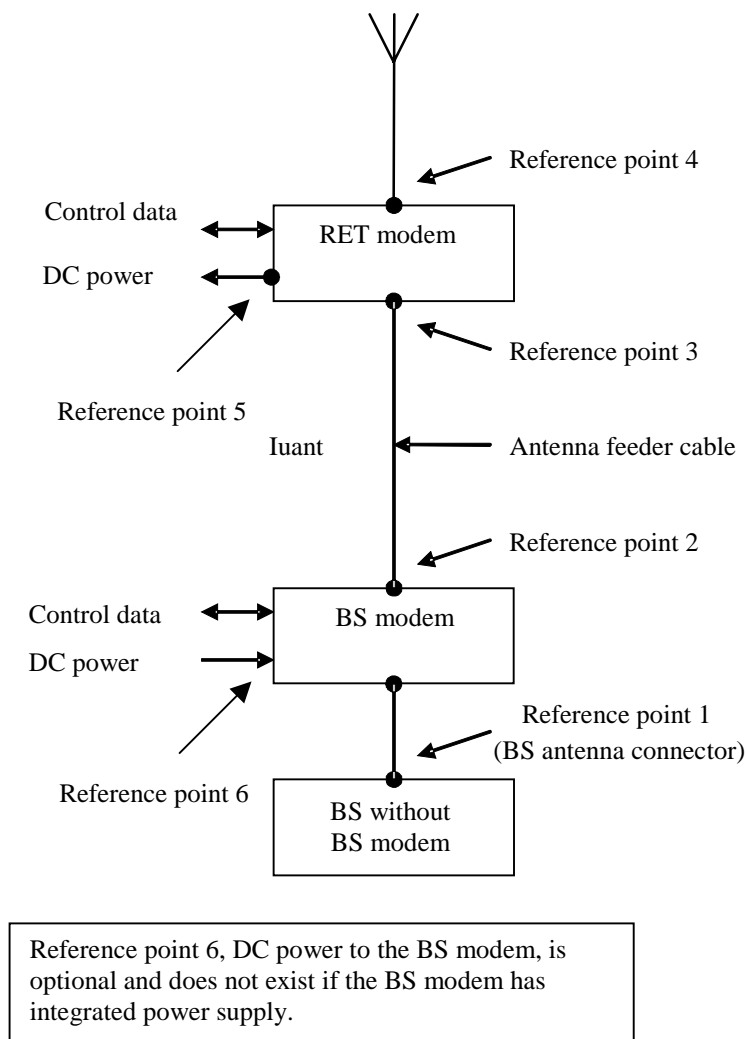 Reference point 4
Control data
RET modem
DC power
Reference point 3
Reference point 5
Iuant
Antenna feeder cable
Reference point 2
Control data
BS modem
DC power
Reference point 1
(BS antenna connector)
Reference point 6
BS without
BS modem
Reference point 6, DC power to the BS modem, is
optional and does not exist if the BS modem has
integrated power supply.